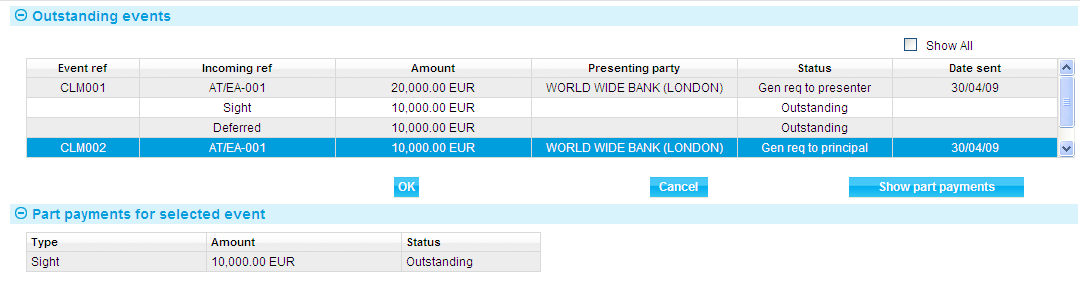 Outstanding events
Show All
Event ref Incoming ref Amount Presenting party Status Date sent
CLM001 AT/EA-001 20,000.00 EUR WORLD WIDE BANK (LONDON) Gen req to presenter 30/04/09
Sight 10,000.00 EUR Outstanding
Deferred 10,000.00 EUR Outstanding
CLM002 AT/EA-001 10,000.00 EUR WORLD WIDE BANK (LONDON) Gen req to principal 30/04/09
OK Cancel Show part payments
Part payments for selected event
Type Amount Status
Sight 10,000.00 EUR Outstanding